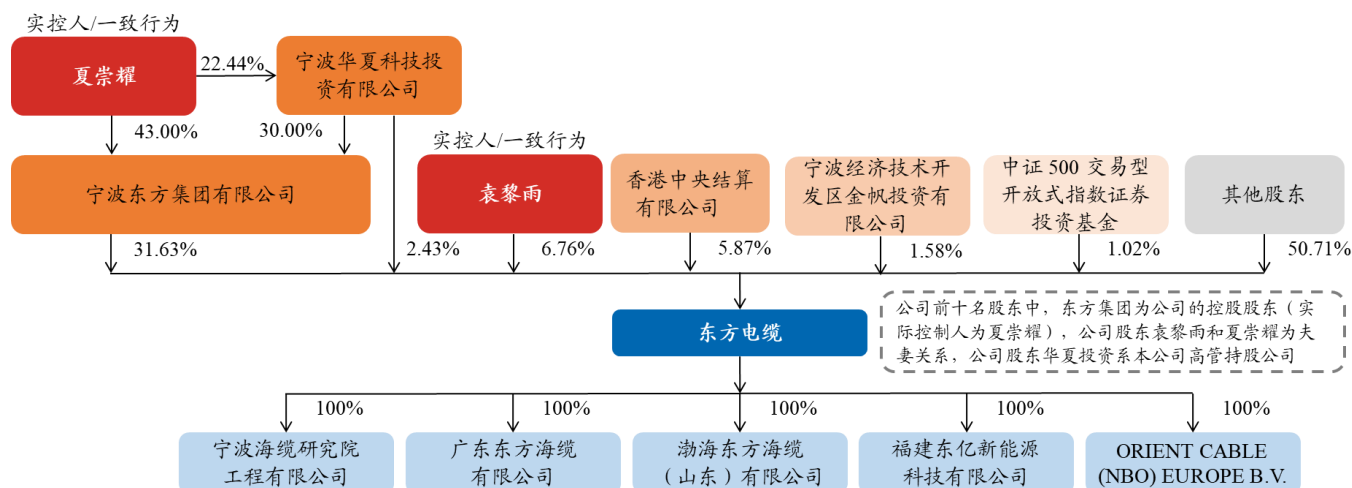 实控人/一致行为
夏崇耀
22.44%
宁波华夏科技投
资有限公司
43.00%
30.00%
实控人/一致行为
宁波东方集团有限公司
袁黎雨
香港中央结算
有限公司
宁波经济技术开
发区金帆投资有
限公司
中证500交易型
开放式指数证券
投资基金
其他股东
31.63%
2.43%
6.76%
5.87%
1.58%
1.02%
50.71%
东方电缆
公司前十名股东中，东方集团为公司的控股股东（实
际控制人为夏崇耀），公司股东袁黎雨和夏崇耀为夫
妻关系，公司股东华夏投资系本公司高管持股公司
100%
100%
100%
100%
100%
宁波海缆研究院
工程有限公司
广东东方海缆
有限公司
渤海东方海缆
（山东）有限公司
福建东亿新能源
科技有限公司
ORIENT CABLE
(NBO) EUROPE B.V.